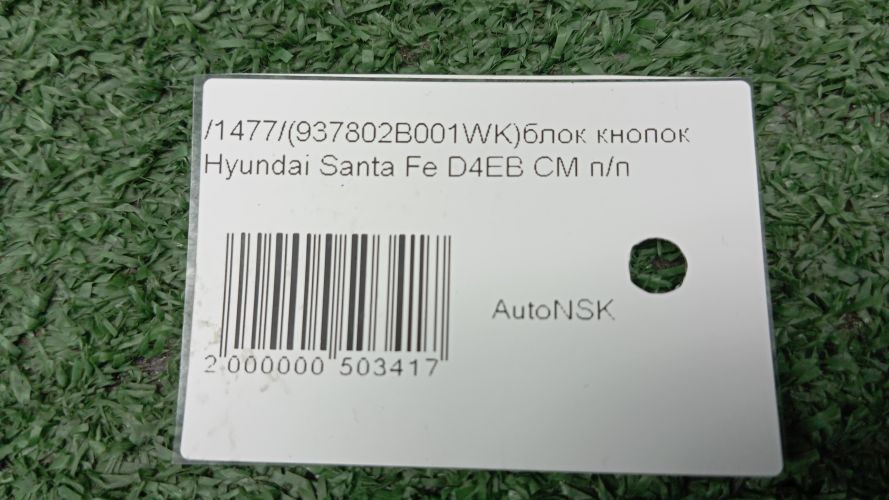 /1477/(937802B001WK)блок кнопок
Hyundai Santa Fe D4EB CM п/п
AutoNSK
2 000000 503417